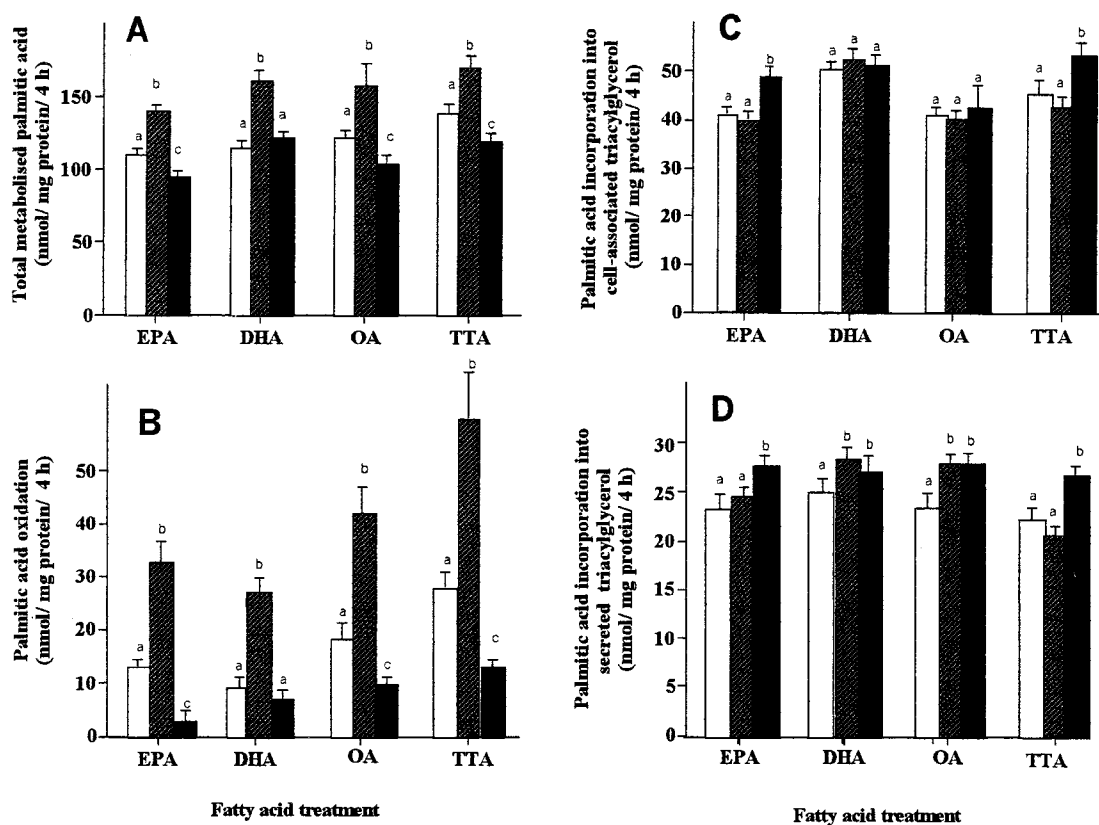 A
Total metabolised palmitic acid
(nmol/ mg protein/ 4 h)
150
100
50
0
a
b
c
a
b
a
a
b
c
a
b
c
EPA
DHA
OA
TTA
C
Palmitic acid incorporation into
cell-associated triacylglycerol
(nmol/ mg protein/ 4 h)
50
40
30
20
10
0
a
a
b
a
a
a
a
a
a
a
a
b
EPA
DHA
OA
TTA
B
Palmitic acid oxidation
(nmol/ mg protein/ 4 h)
50
40
30
20
10
0
a
b
c
a
b
a
a
b
c
a
b
c
EPA
DHA
OA
TTA
Fatty acid treatment
D
Palmitic acid incorporation into
secreted triacylglycerol
(nmol/ mg protein/ 4 h)
30
25
20
15
10
5
0
a
a
b
a
b
b
a
b
b
a
a
b
EPA
DHA
OA
TTA
Fatty acid treatment